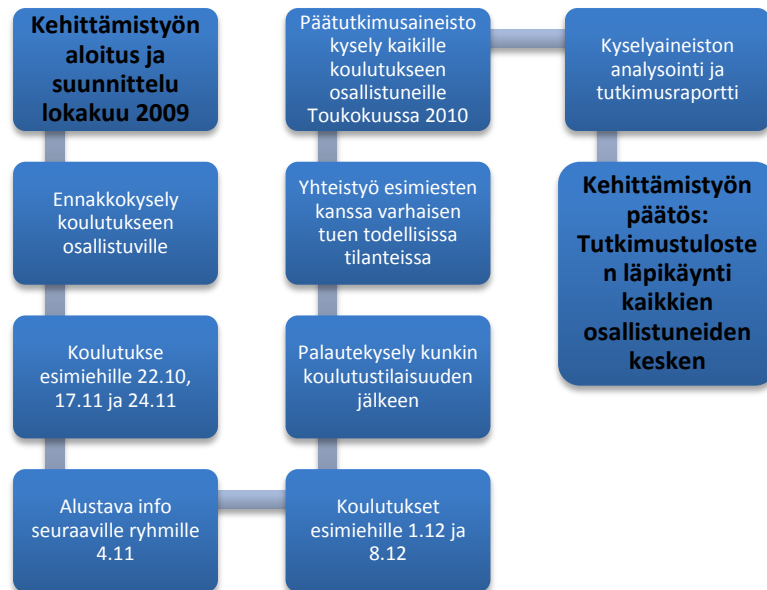 Kehittämistyön
aloitus ja
suunnittelu
lokakuu 2009
Ennakkokysely
koulutukseen
osallistuville
Koulutukse
esimiehille 22.10,
17.11 ja 24.11
Alustava info
seuraaville ryhmille
4.11
Koulutukset
esimiehille 1.12 ja
8.12
Palautekysely kunkin
koulutustilaisuuden
jälkeen
Yhteistyö esimiesten
kanssa varhaisen
tuen todellisissa
tilanteissa
Päätutkimusaineisto
kysely kaikille
koulutukseen
osallistuneille
Toukokuussa 2010
Kyselyaineiston
analysointi ja
tutkimusraportti
Kehittämistyön
päätös:
Tutkimustuloste
n läpikäynti
kaikkien
osallistuneiden
kesken